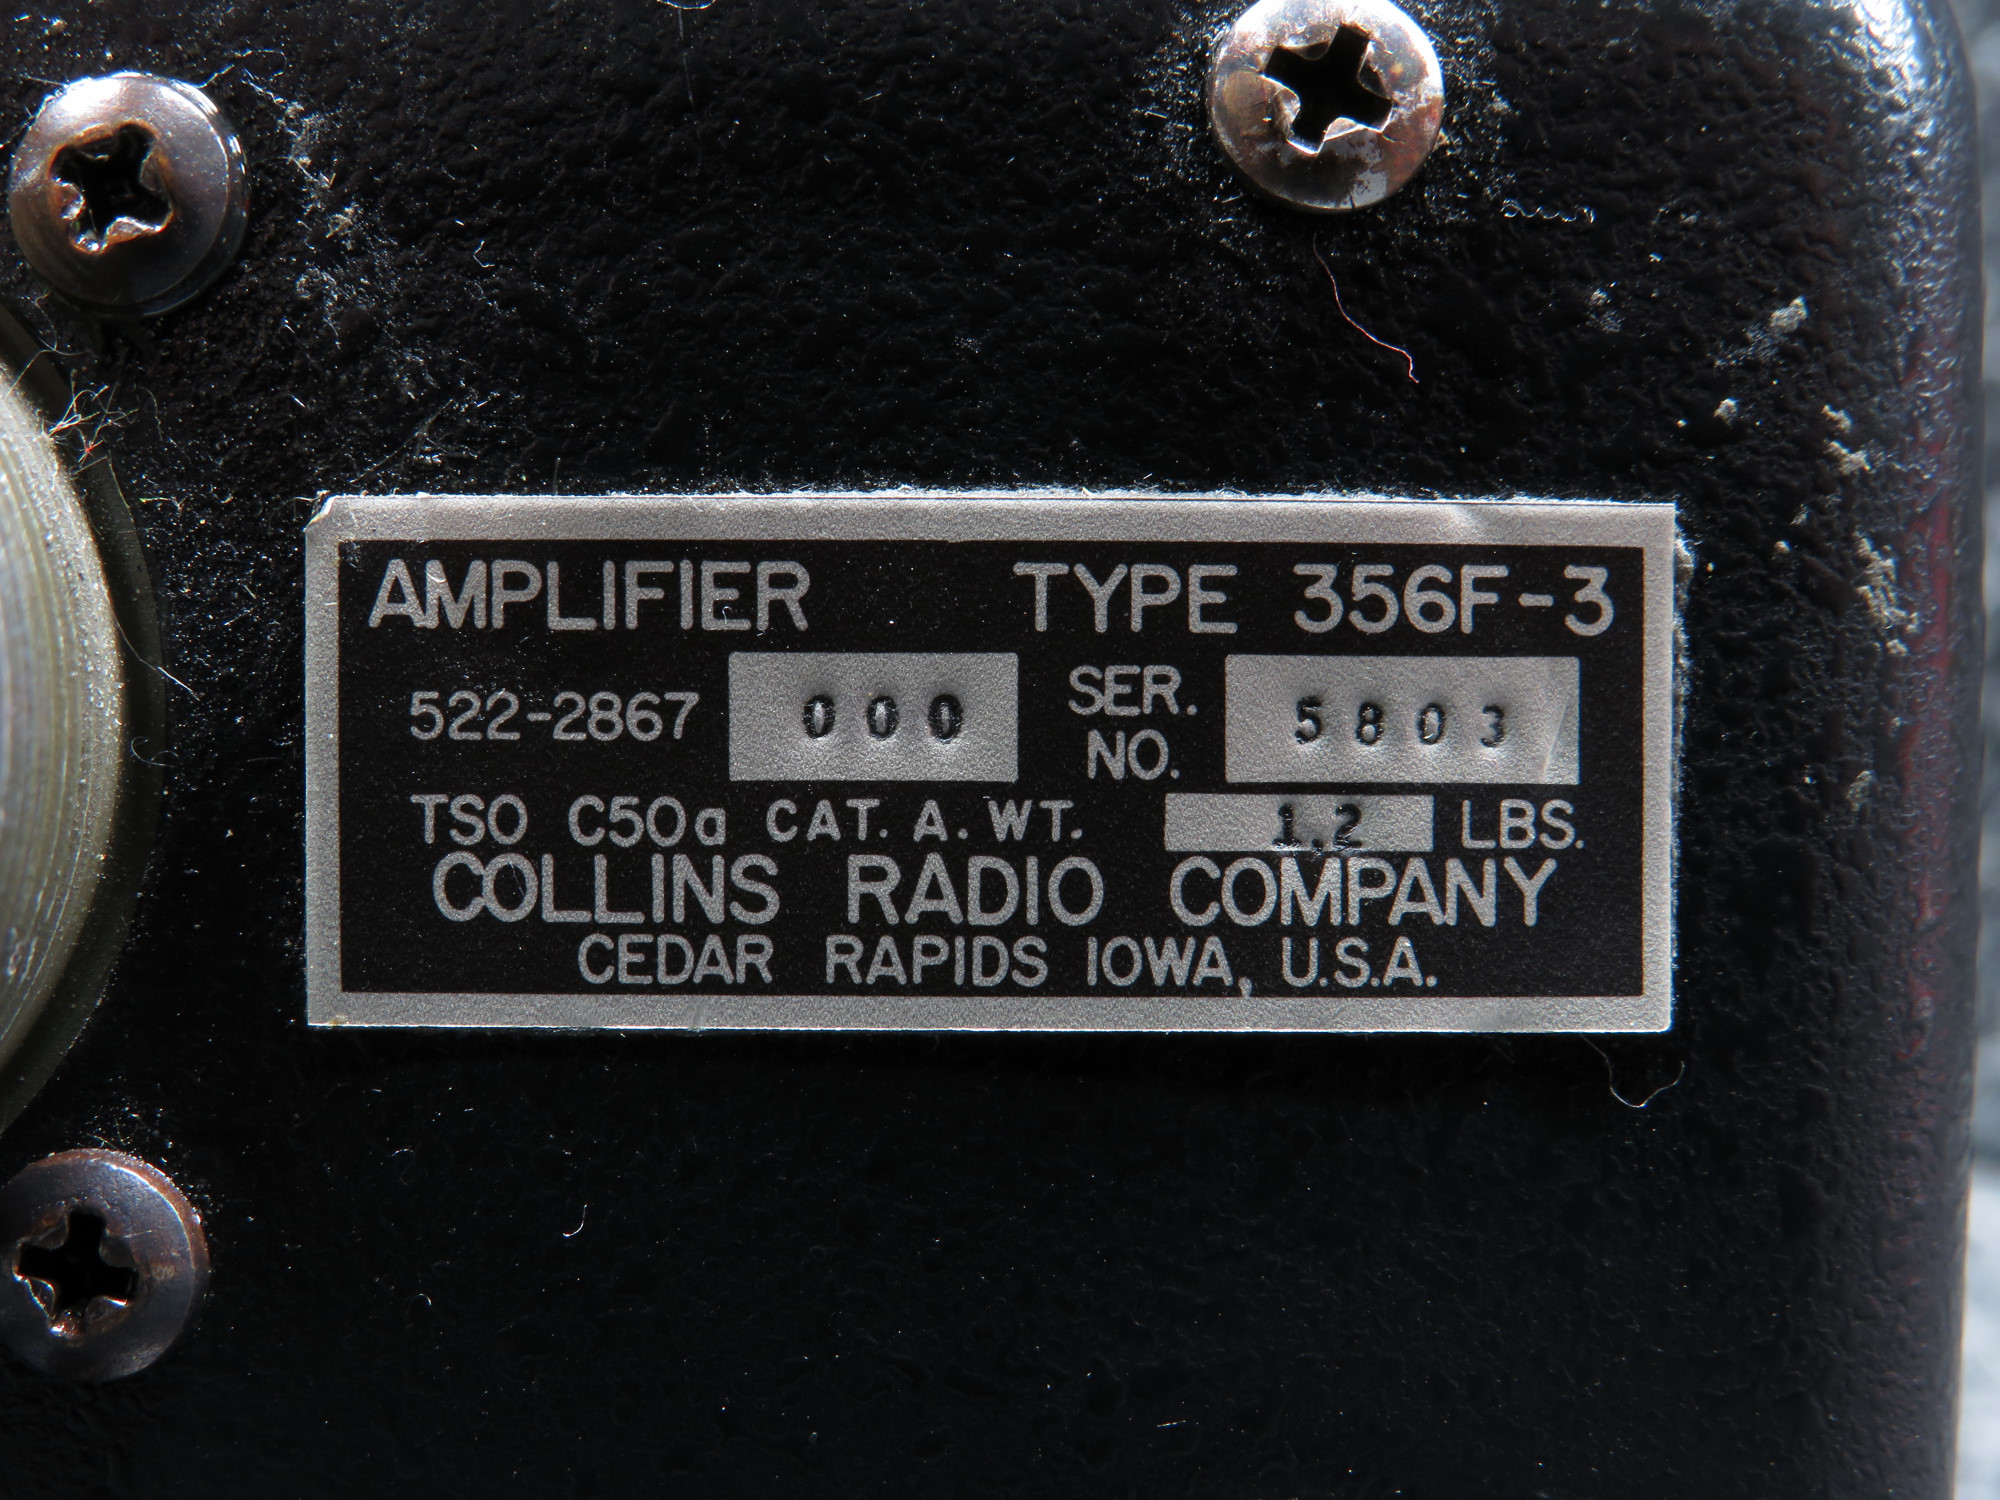 AMPLIFIER TYPE 356F-3
522-2867 000 SER. NO. 5803
TSO C50a CAT. A. WT. 1.2 LBS.
COLLINS RADIO COMPANY
CEDAR RAPIDS IOWA, U.S.A.